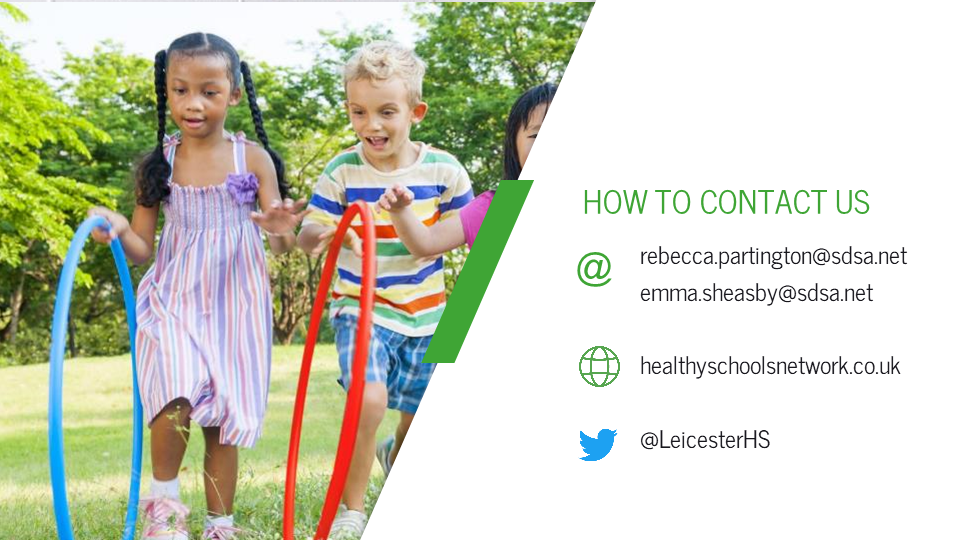 HOW TO CONTACT US
@
rebecca.partington@sdsa.net
emma.sheasby@sdsa.net
healthyschoolsnetwork.co.uk
@LeicesterHS